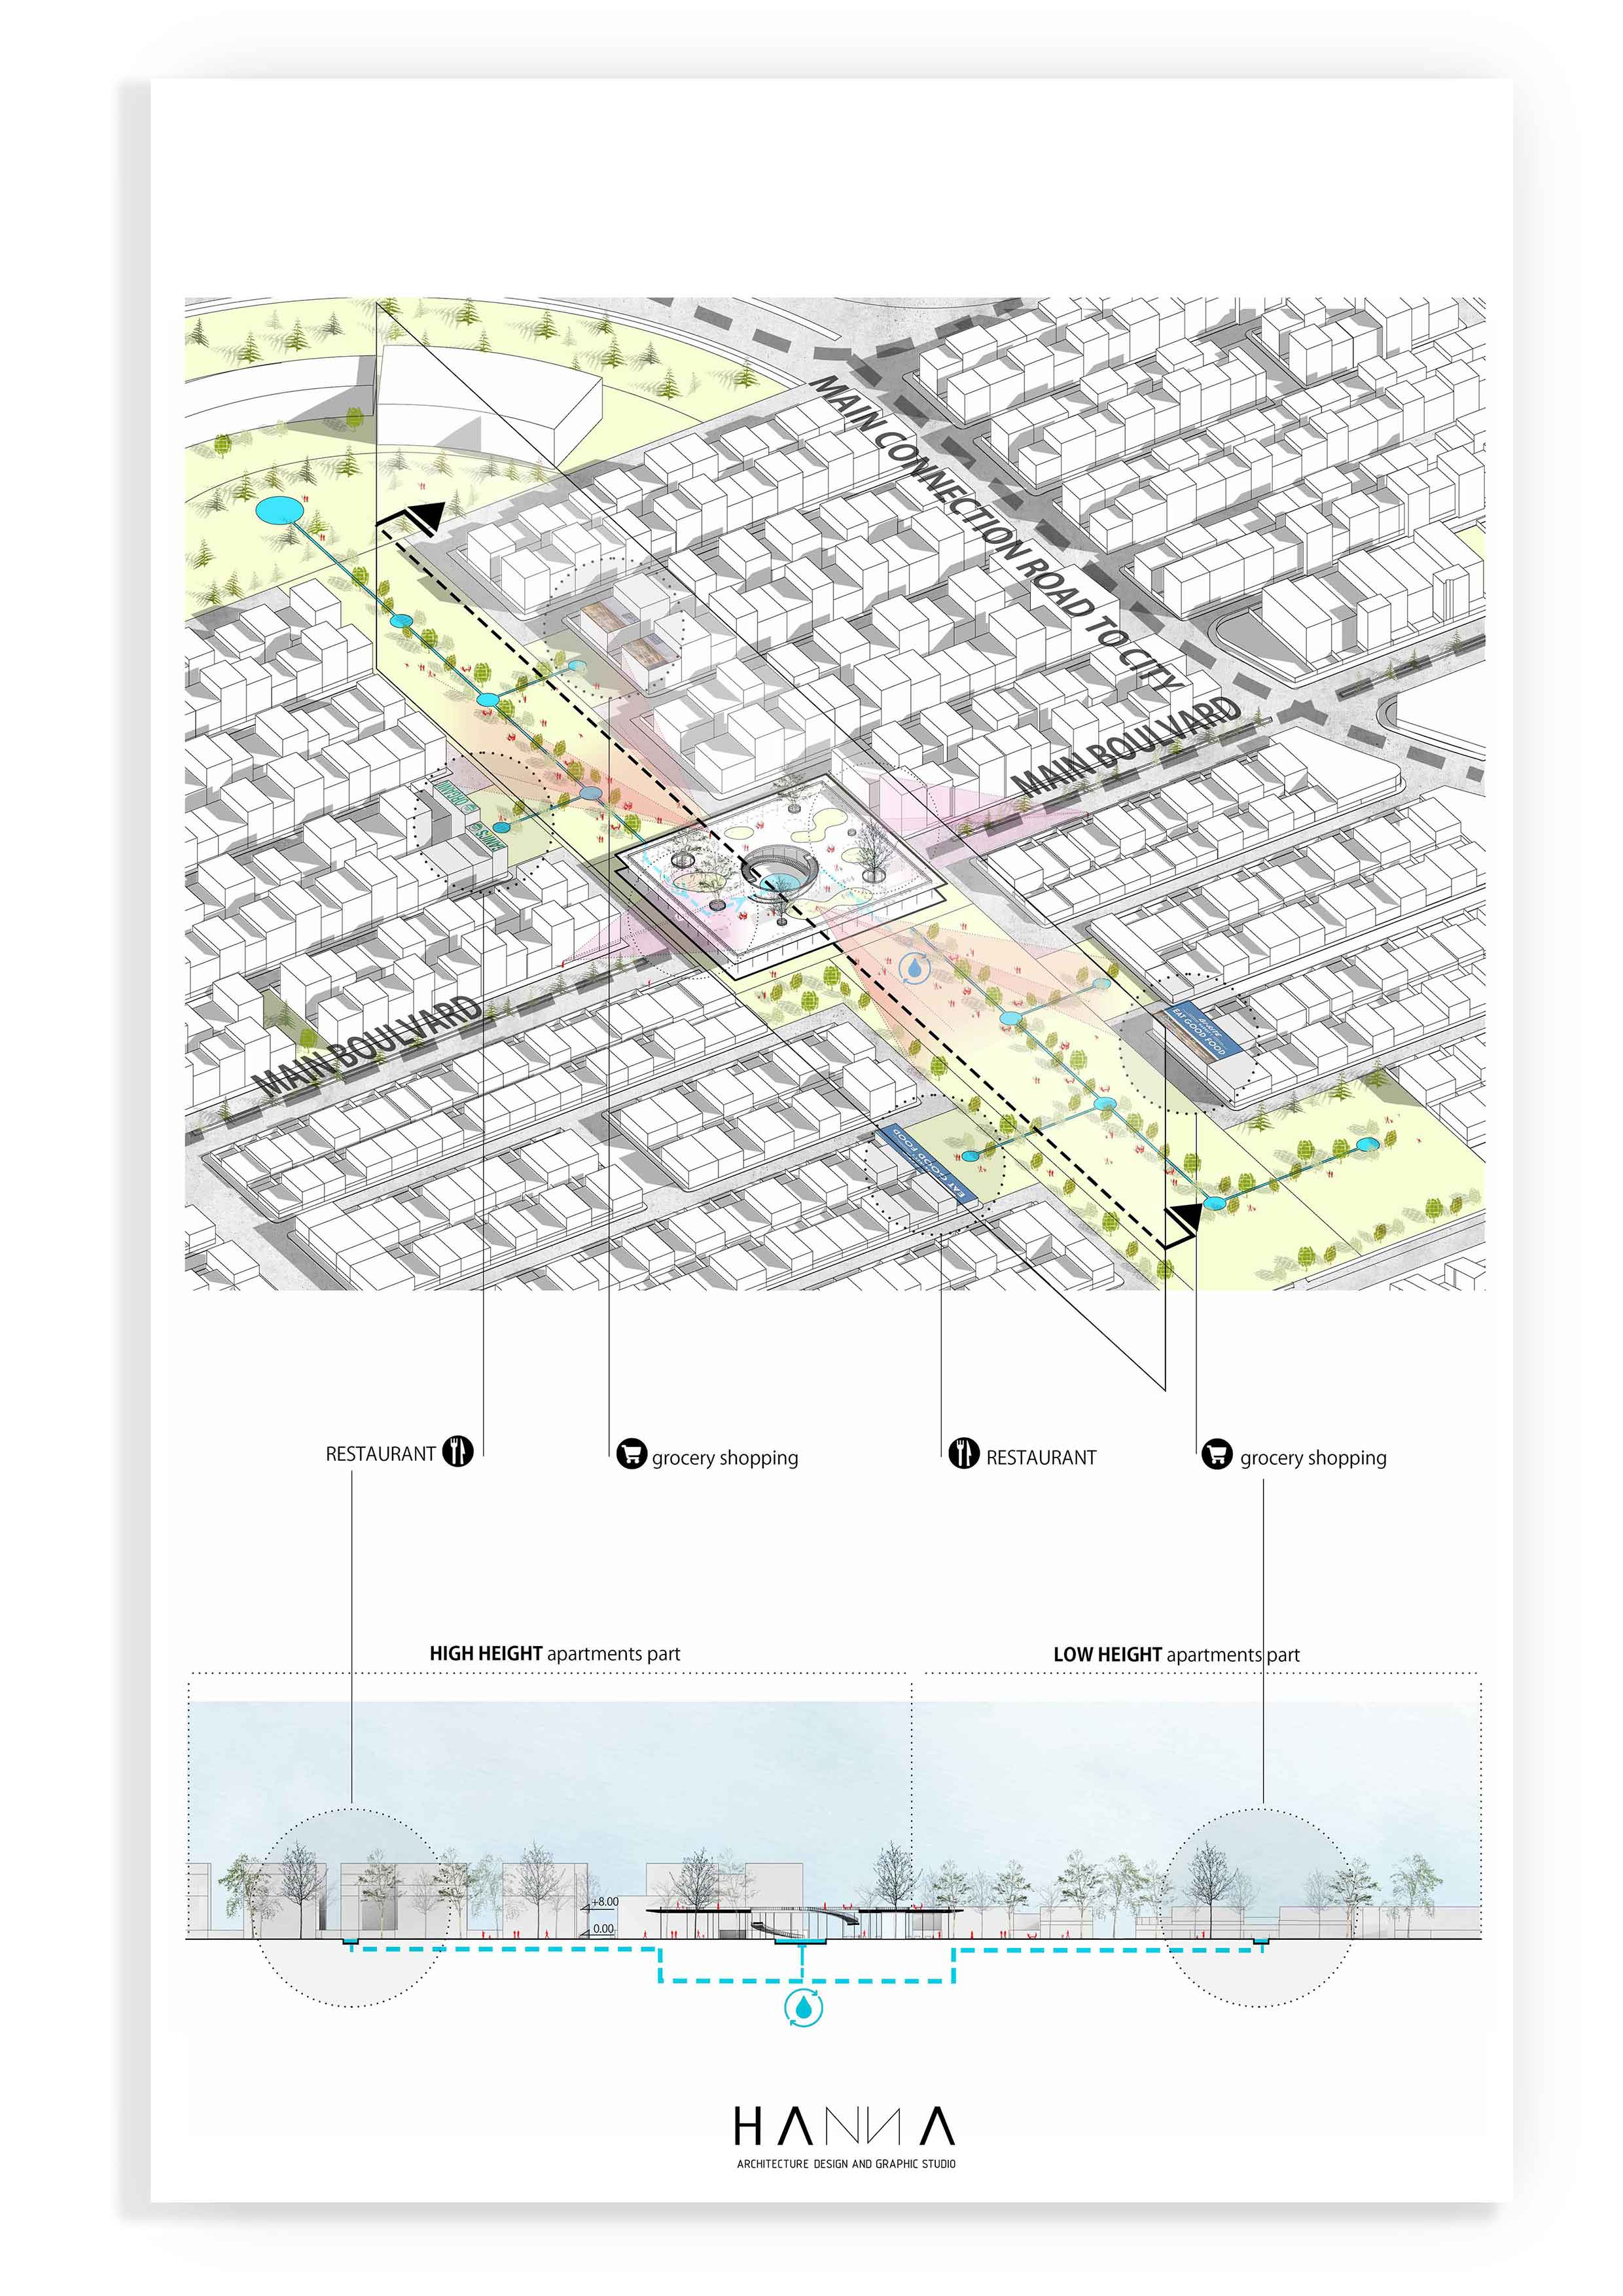 MAIN CONNECTION ROAD TO CITY
MAIN BOULVARD
EAT GOOD FOOD
MAIN BOULVARD
EAT GOOD FOOD
RESTAURANT
grocery shopping
RESTAURANT
grocery shopping
HIGH HEIGHT apartments part
LOW HEIGHT apartments part
+8.00
0.00
HANNA
ARCHITECTURE DESIGN AND GRAPHIC STUDIO